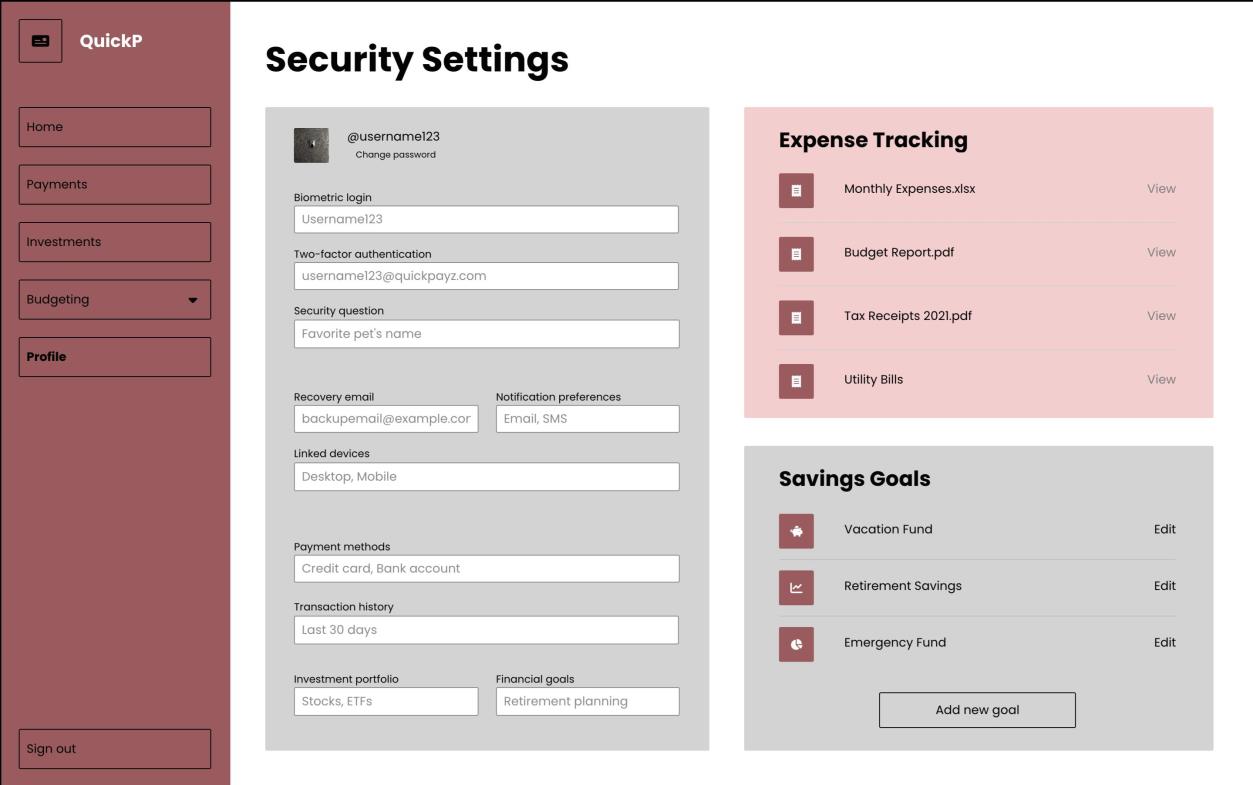 QuickP
Home
Payments
Investments
Budgeting
Profile
Sign out
Security Settings
@username123
Change password
Biometric login
Username123
Two-factor authentication
username123@quickpayz.com
Security question
Favorite pet's name
Recovery email
backupemail@example.cor
Notification preferences
Email, SMS
Linked devices
Desktop, Mobile
Payment methods
Credit card, Bank account
Transaction history
Last 30 days
Investment portfolio
Stocks, ETFs
Financial goals
Retirement planning
Expense Tracking
Monthly Expenses.xlsx View
Budget Report.pdf View
Tax Receipts 2021.pdf View
Utility Bills View
Savings Goals
Vacation Fund Edit
Retirement Savings Edit
Emergency Fund Edit
Add new goal